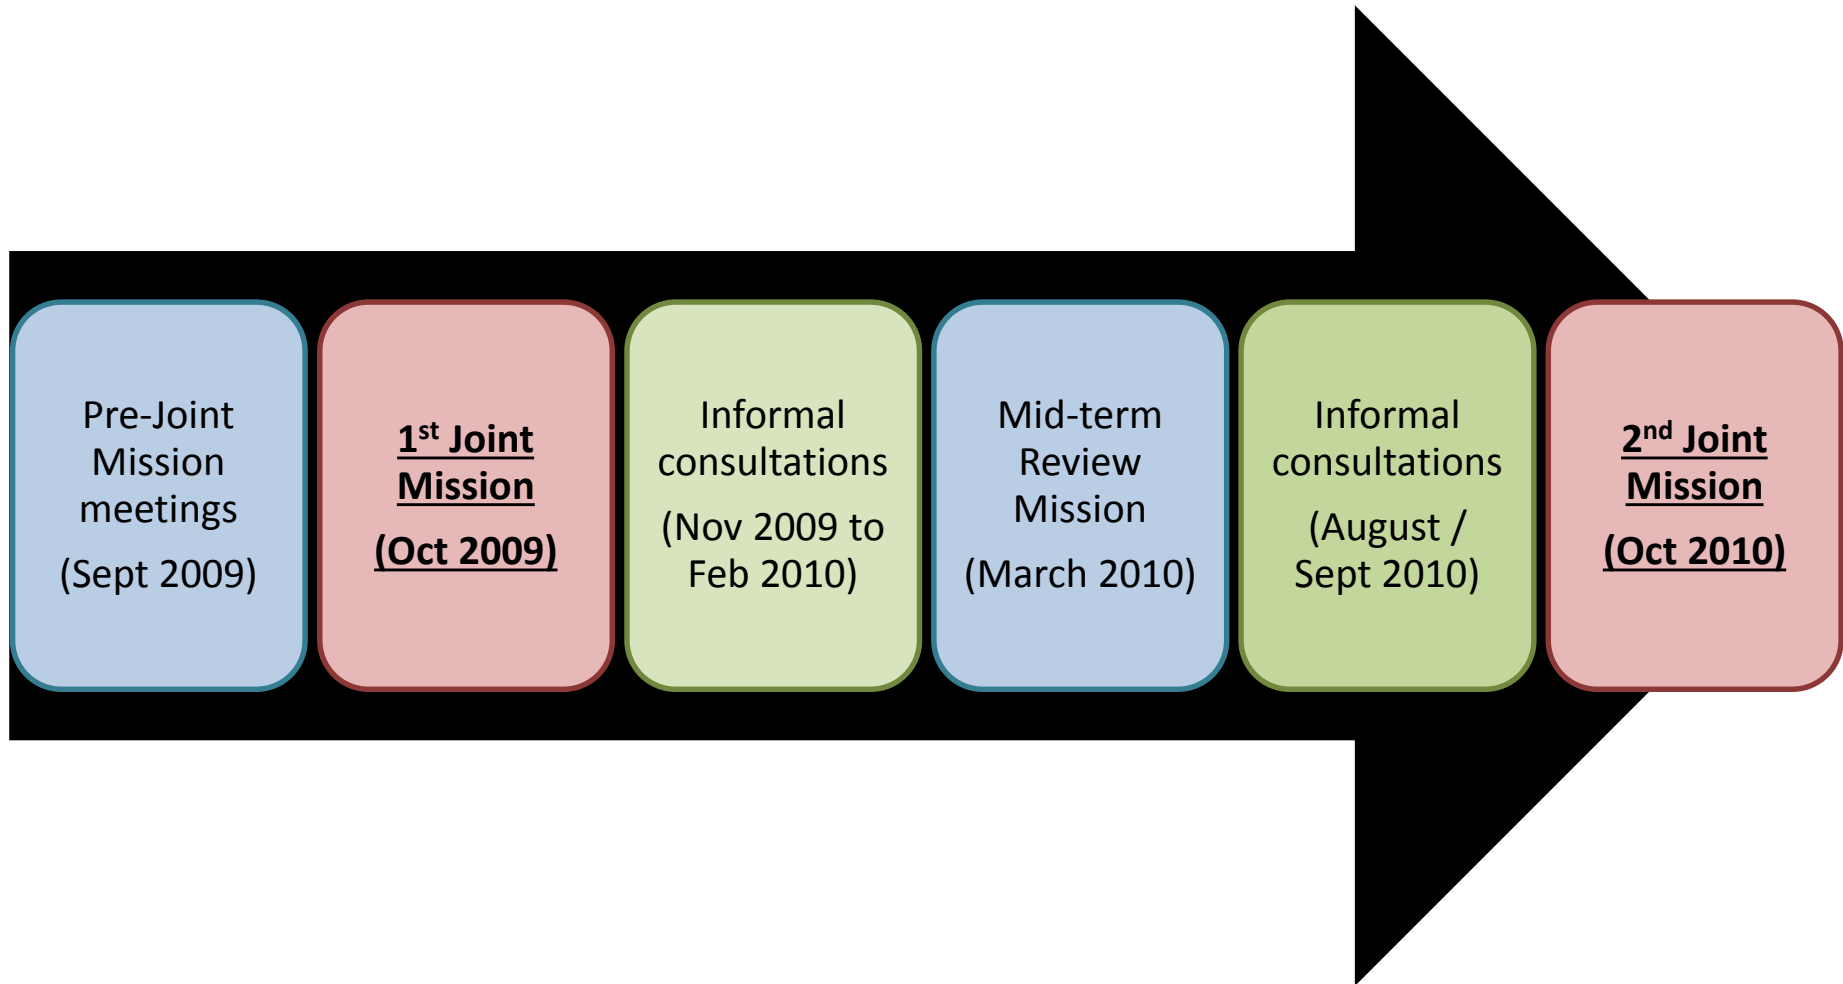 Pre-Joint
Mission
meetings
(Sept 2009)
1st Joint
Mission
(Oct 2009)
Informal
consultations
(Nov 2009 to
Feb 2010)
Mid-term
Review
Mission
(March 2010)
Informal
consultations
(August /
Sept 2010)
2nd Joint
Mission
(Oct 2010)